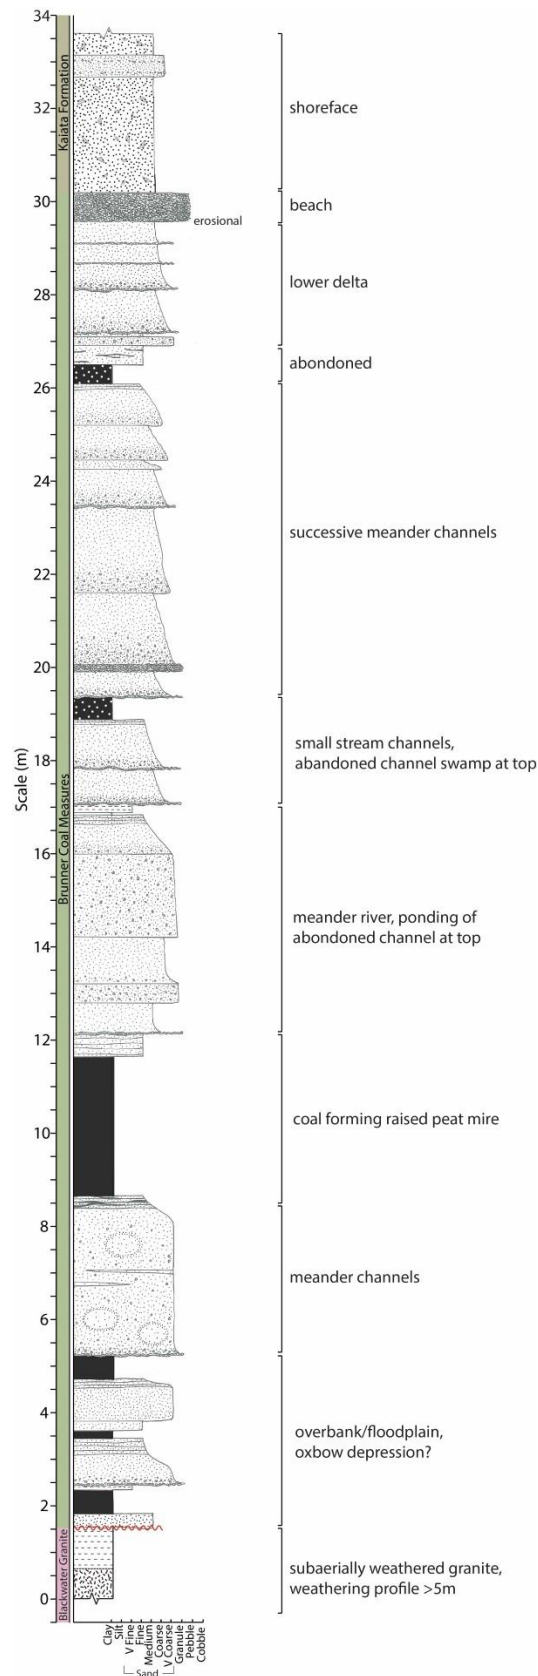 34
32
30
28
26
24
22
20
18
16
14
12
10
8
6
4
2
0
Scale (m)
Kaiata Formation
Brunner Coal Measures
Blackwater Granite
shoreface
beach
erosional
lower delta
abondoned
successive meander channels
small stream channels,
abandoned channel swamp at top
meander river, ponding of
abondoned channel at top
coal forming raised peat mire
meander channels
overbank/floodplain,
oxbow depression?
subaerially weathered granite,
weathering profile >5m
Clay
Silt
V Fine
Fine
Medium
Coarse
V Coarse
Granule
Pebble
Cobble
Sand